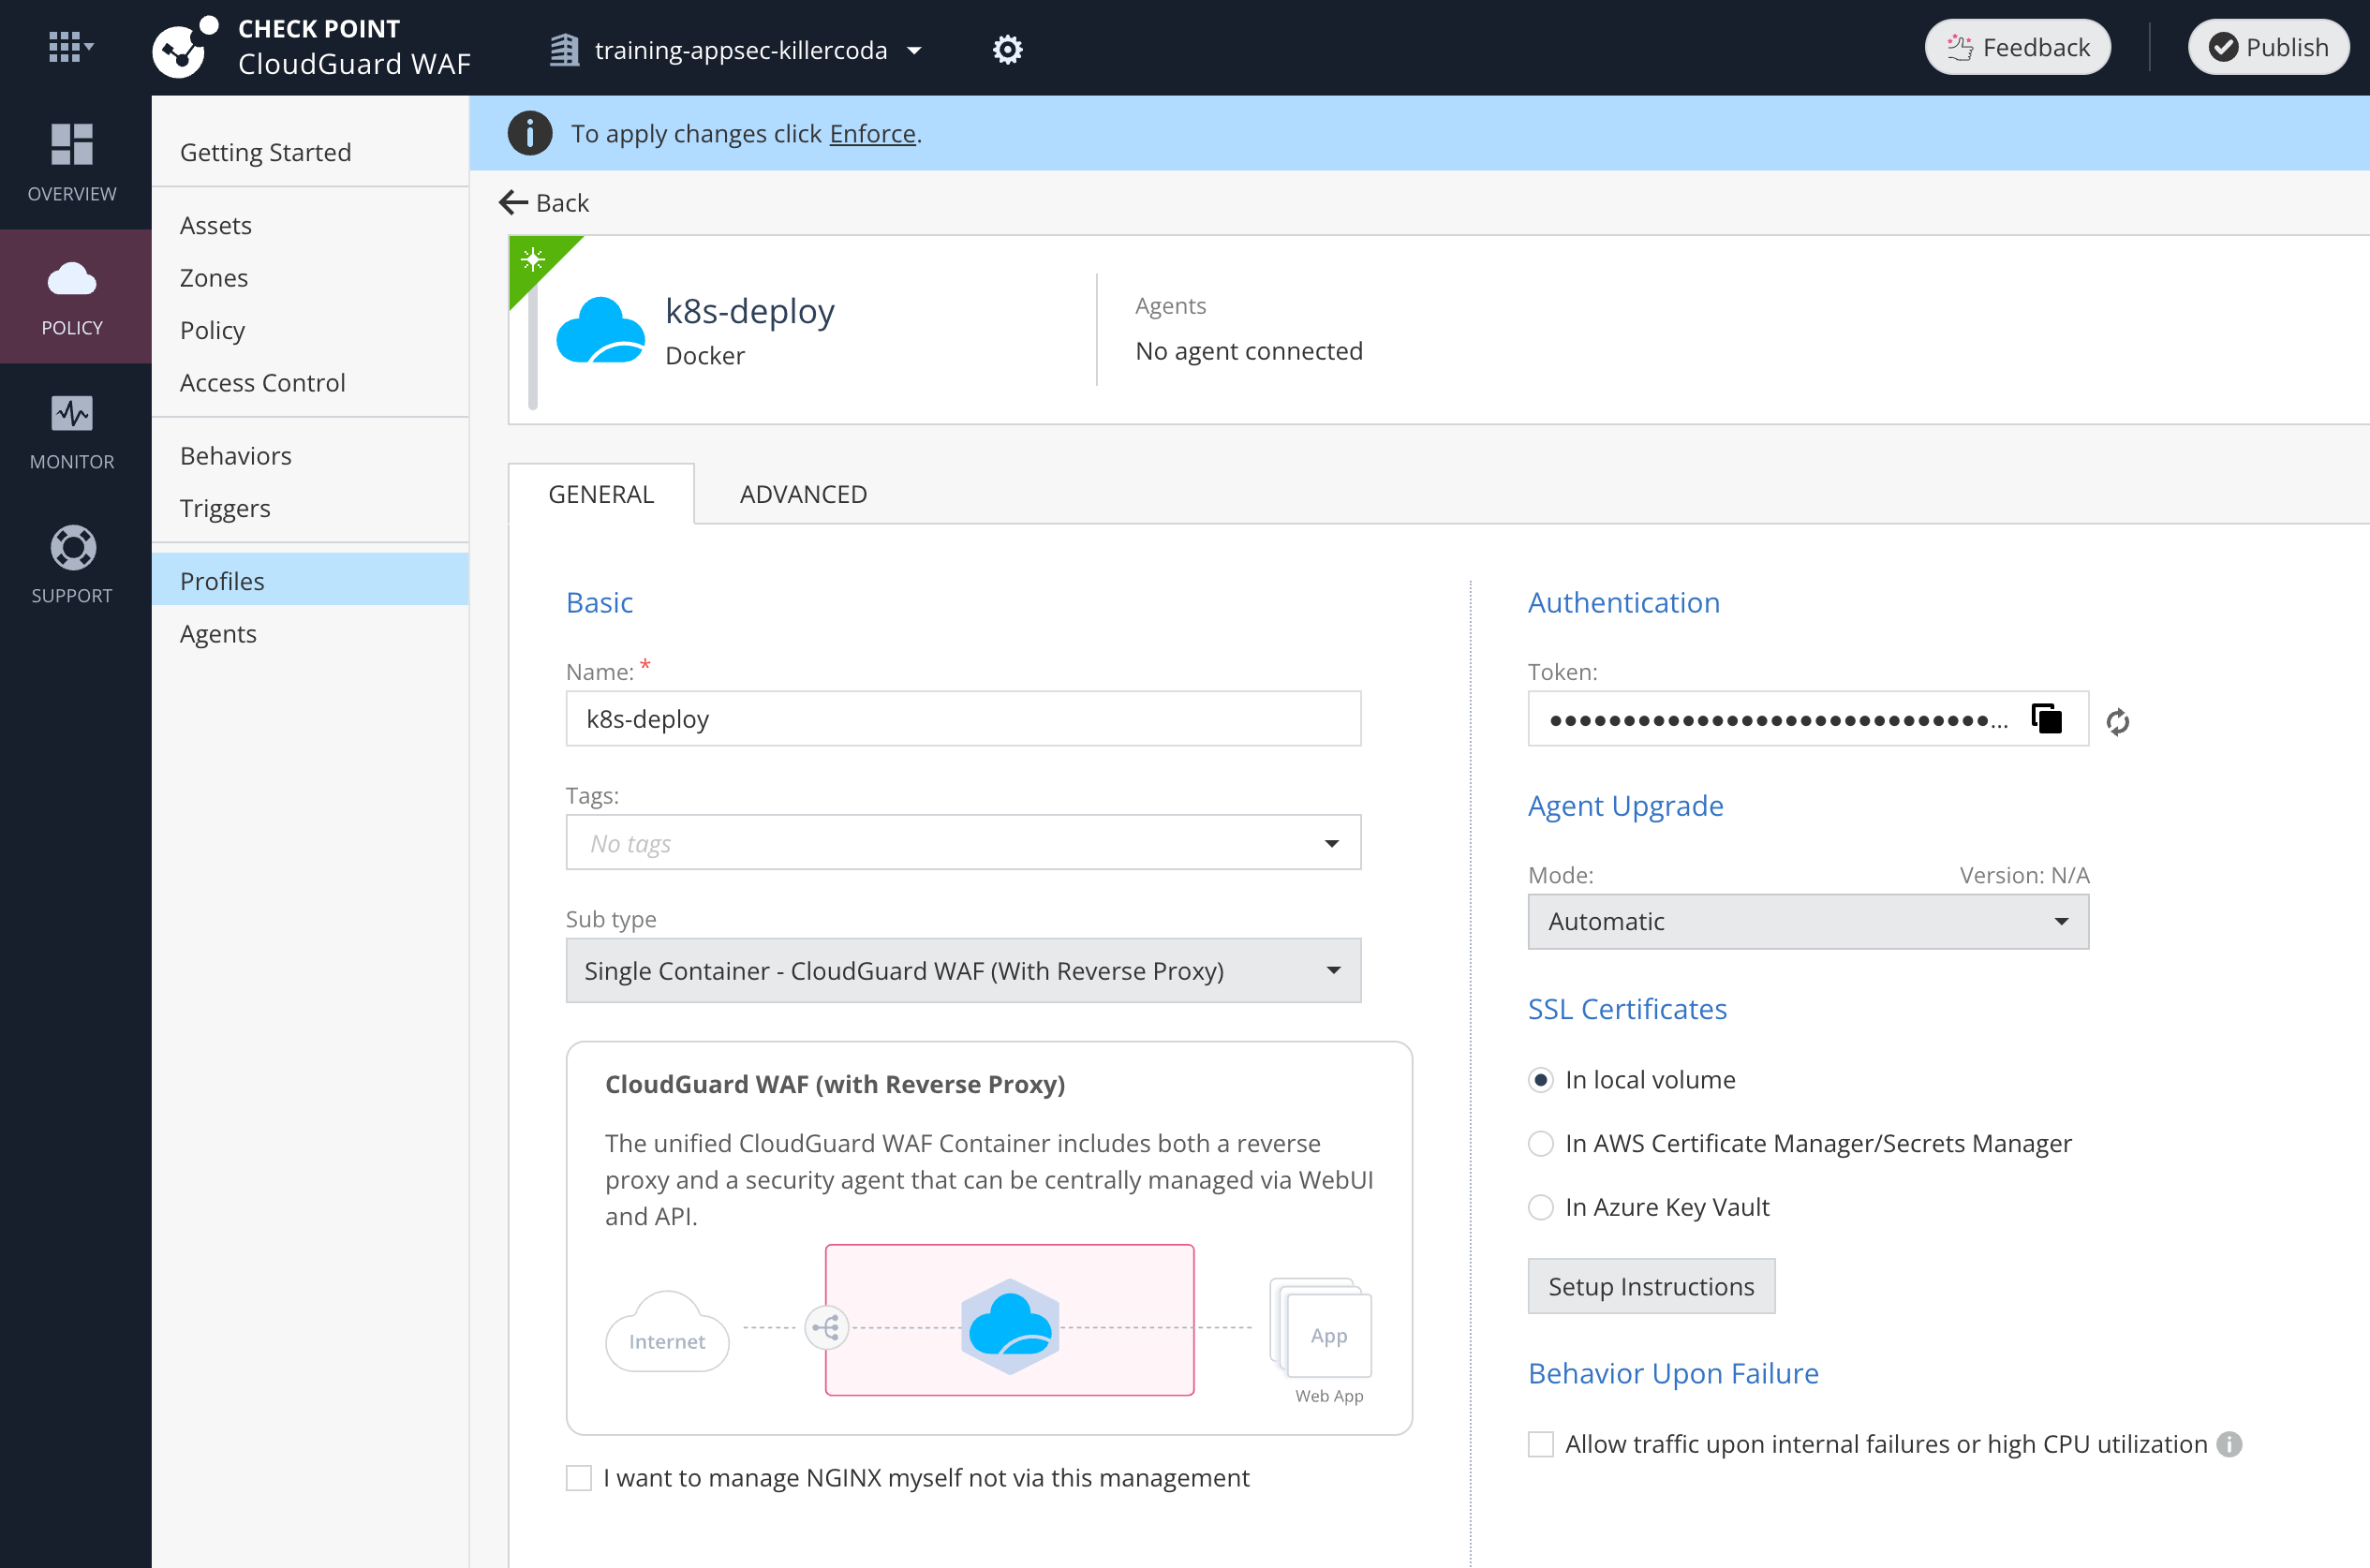 CHECK POINT
CloudGuard WAF
training-appsec-killercoda
Feedback
Publish
OVERVIEW
POLICY
MONITOR
SUPPORT
Getting Started
Assets
Zones
Policy
Access Control
Behaviors
Triggers
Profiles
Agents
To apply changes click Enforce.
Back
k8s-deploy
Docker
Agents
No agent connected
GENERAL
ADVANCED
Basic
Name: *
k8s-deploy
Tags:
No tags
Sub type
Single Container - CloudGuard WAF (With Reverse Proxy)
CloudGuard WAF (with Reverse Proxy)
The unified CloudGuard WAF Container includes both a reverse
proxy and a security agent that can be centrally managed via WebUI
and API.
Internet
App
Web App
I want to manage NGINX myself not via this management
Authentication
Token:
•••••••••••••••••••••••••••••••...
Agent Upgrade
Mode:
Version: N/A
Automatic
SSL Certificates
In local volume
In AWS Certificate Manager/Secrets Manager
In Azure Key Vault
Setup Instructions
Behavior Upon Failure
Allow traffic upon internal failures or high CPU utilization